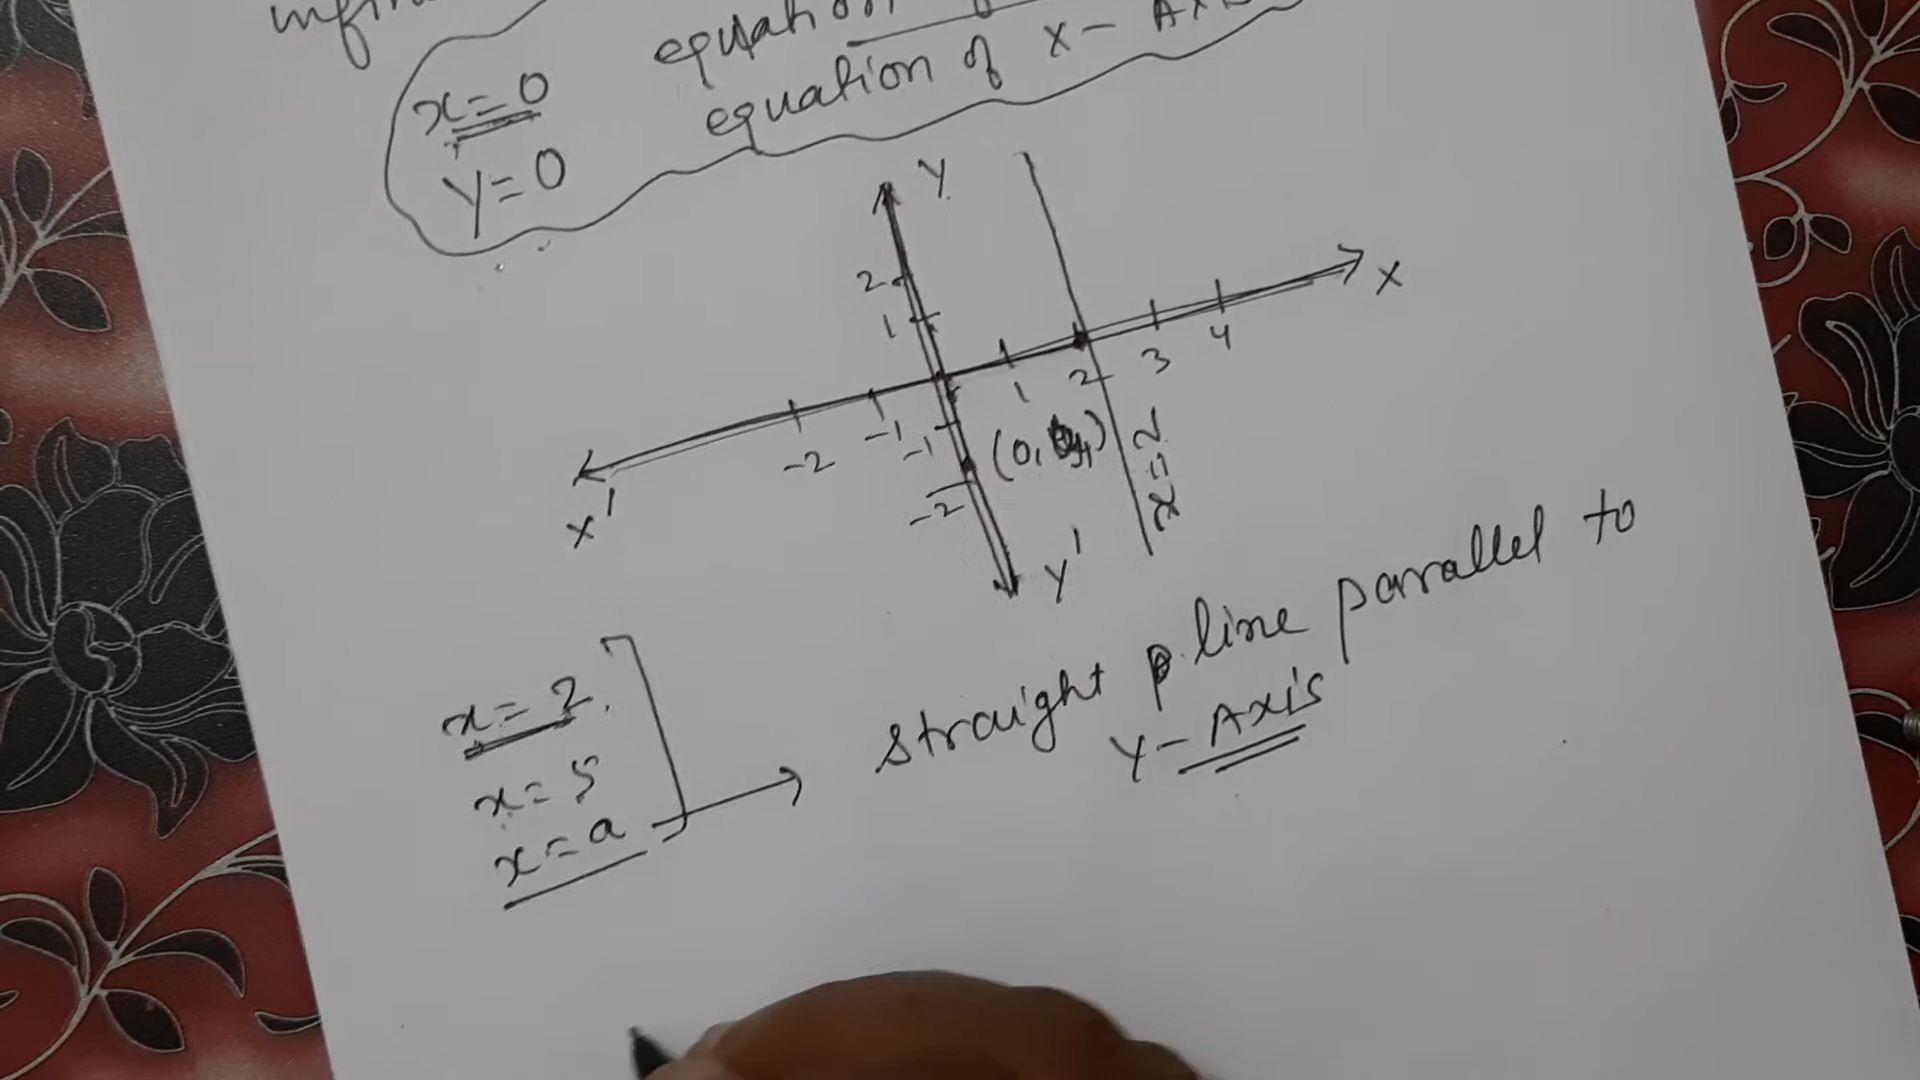 x=0 equation
y=0 equation of X-Axis
Y
2
1
X
1 2 3 4
-2 -1
-1 (0, y)
-2
x=2
X'
Y'
x=2.
x=5
x=a → straight line parallel to
Y-Axis